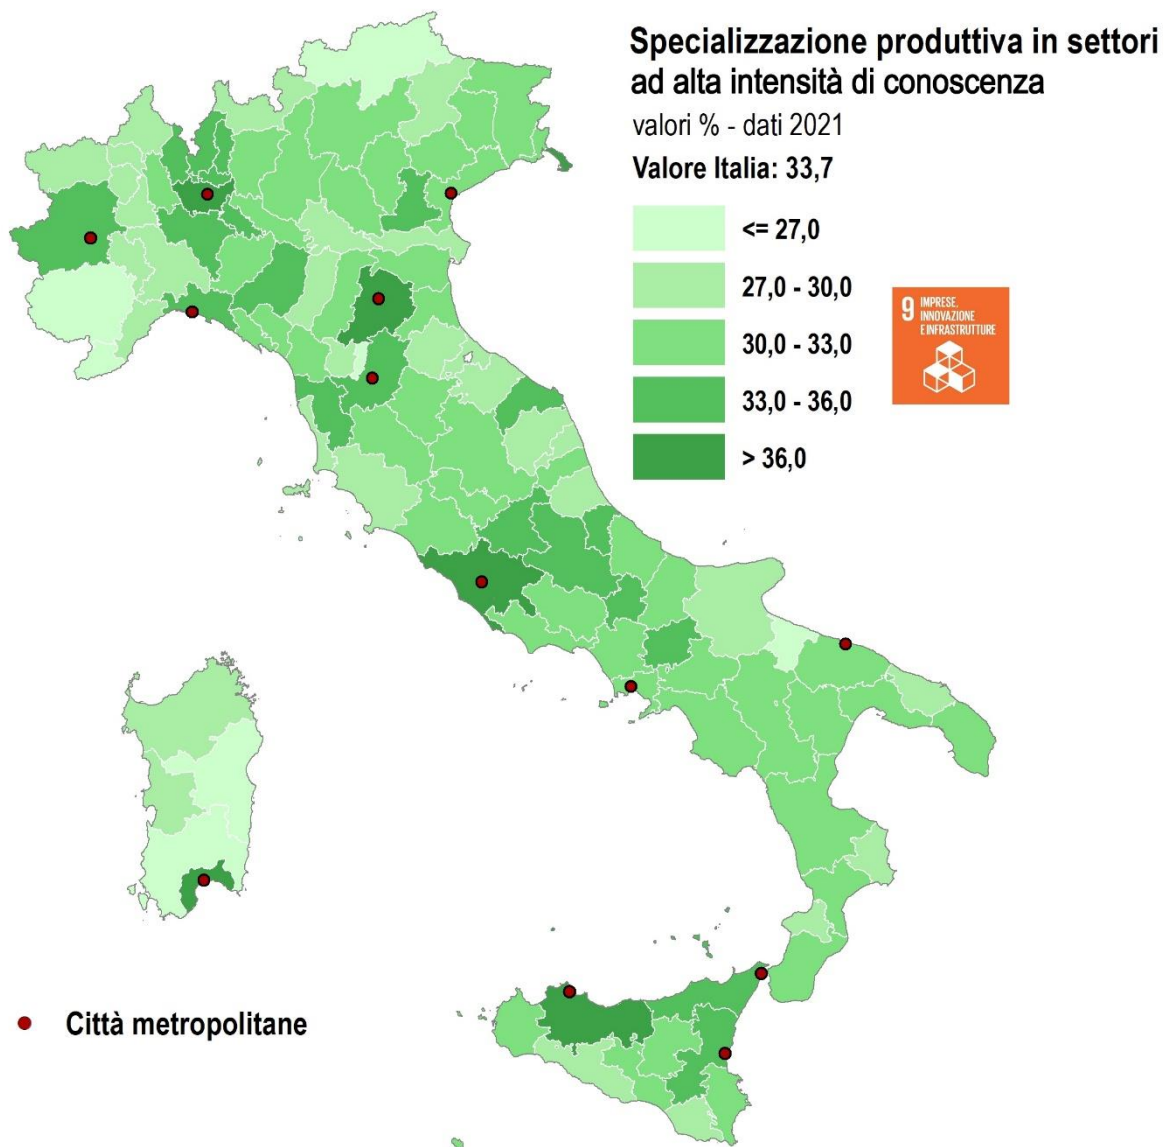 Specializzazione produttiva in settori
ad alta intensità di conoscenza
valori % - dati 2021
Valore Italia: 33,7
<= 27,0
27,0 - 30,0
30,0 - 33,0
33,0 - 36,0
> 36,0
9 IMPRESE,
INNOVAZIONE
E INFRASTRUTTURE
Città metropolitane